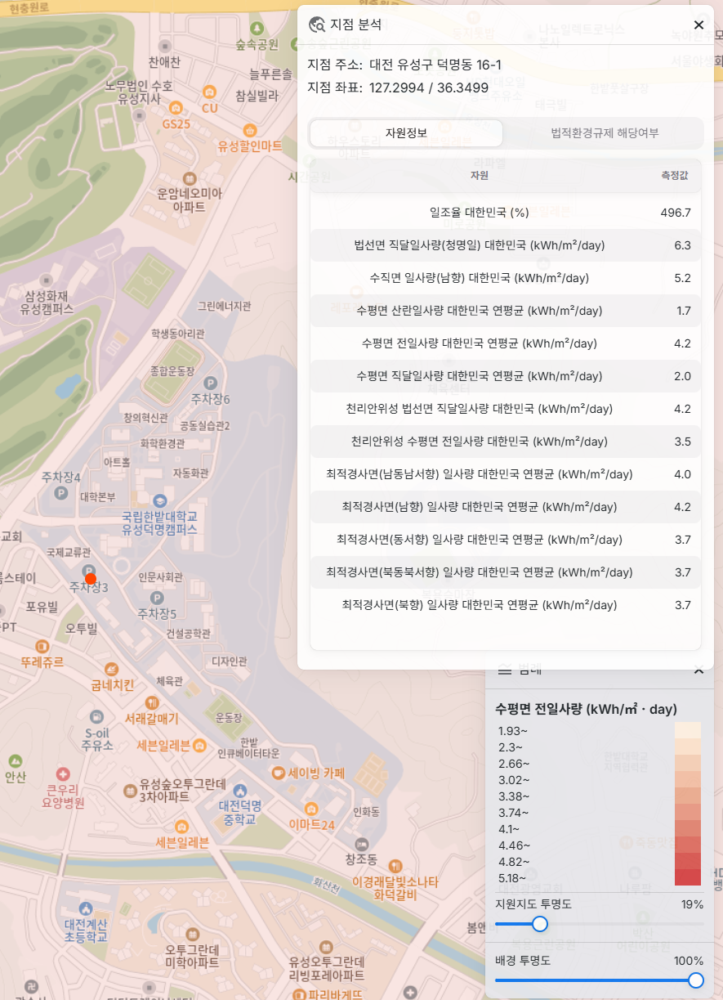 현충원로
숲속공원
찬애찬
늘푸른솔
노무법인 수호
유성지사
CU
참실빌라
GS25
유성할인마트
운암네오미아
아파트
삼성화재
유성캠퍼스
그린에너지관
학생동아리관
종합운동장
주차장6
창의혁신관
공동실습관2
화학환경관
아트홀
자동화관
주차장4
대학본부
국립한밭대학교
유성덕명캠퍼스
교회
국제교류관
홈스테이
주차장3
인문사회관
포유빌
주차장5
PT
오투빌
건설공학관
뚜레쥬르
디자인관
굽네치킨
체육관
서래갈매기
운동장
S-oil
주유소
세븐일레븐
한밭
인큐베이터타운
안산
큰우리
요양병원
유성숲오투그란데
3차아파트
세이빙 카페
대전덕명
중학교
이마트24
인화동
세븐일레븐
창조동
이경래달빛소나타
화덕갈비
화산천
대전계산
초등학교
오투그란데
미학아파트
유성오투그란데
리빙포레아파트
파리바게뜨
봄앤
지점 분석
지점 주소: 대전 유성구 덕명동 16-1
지점 좌표: 127.2994 / 36.3499
자원정보 법적환경규제 해당여부
자원 측정값
일조율 대한민국 (%) 496.7
법선면 직달일사량(청명일) 대한민국 (kWh/m²/day) 6.3
수직면 일사량(남향) 대한민국 (kWh/m²/day) 5.2
수평면 산란일사량 대한민국 연평균 (kWh/m²/day) 1.7
수평면 전일사량 대한민국 연평균 (kWh/m²/day) 4.2
수평면 직달일사량 대한민국 연평균 (kWh/m²/day) 2.0
천리안위성 법선면 직달일사량 대한민국 (kWh/m²/day) 4.2
천리안위성 수평면 전일사량 대한민국 (kWh/m²/day) 3.5
최적경사면(남동남서향) 일사량 대한민국 연평균 (kWh/m²/day) 4.0
최적경사면(남향) 일사량 대한민국 연평균 (kWh/m²/day) 4.2
최적경사면(동서향) 일사량 대한민국 연평균 (kWh/m²/day) 3.7
최적경사면(북동북서향) 일사량 대한민국 연평균 (kWh/m²/day) 3.7
최적경사면(북향) 일사량 대한민국 연평균 (kWh/m²/day) 3.7
범례
수평면 전일사량 (kWh/㎡ · day)
1.93~
2.3~
2.66~
3.02~
3.38~
3.74~
4.1~
4.46~
4.82~
5.18~
지원지도 투명도 19%
배경 투명도 100%